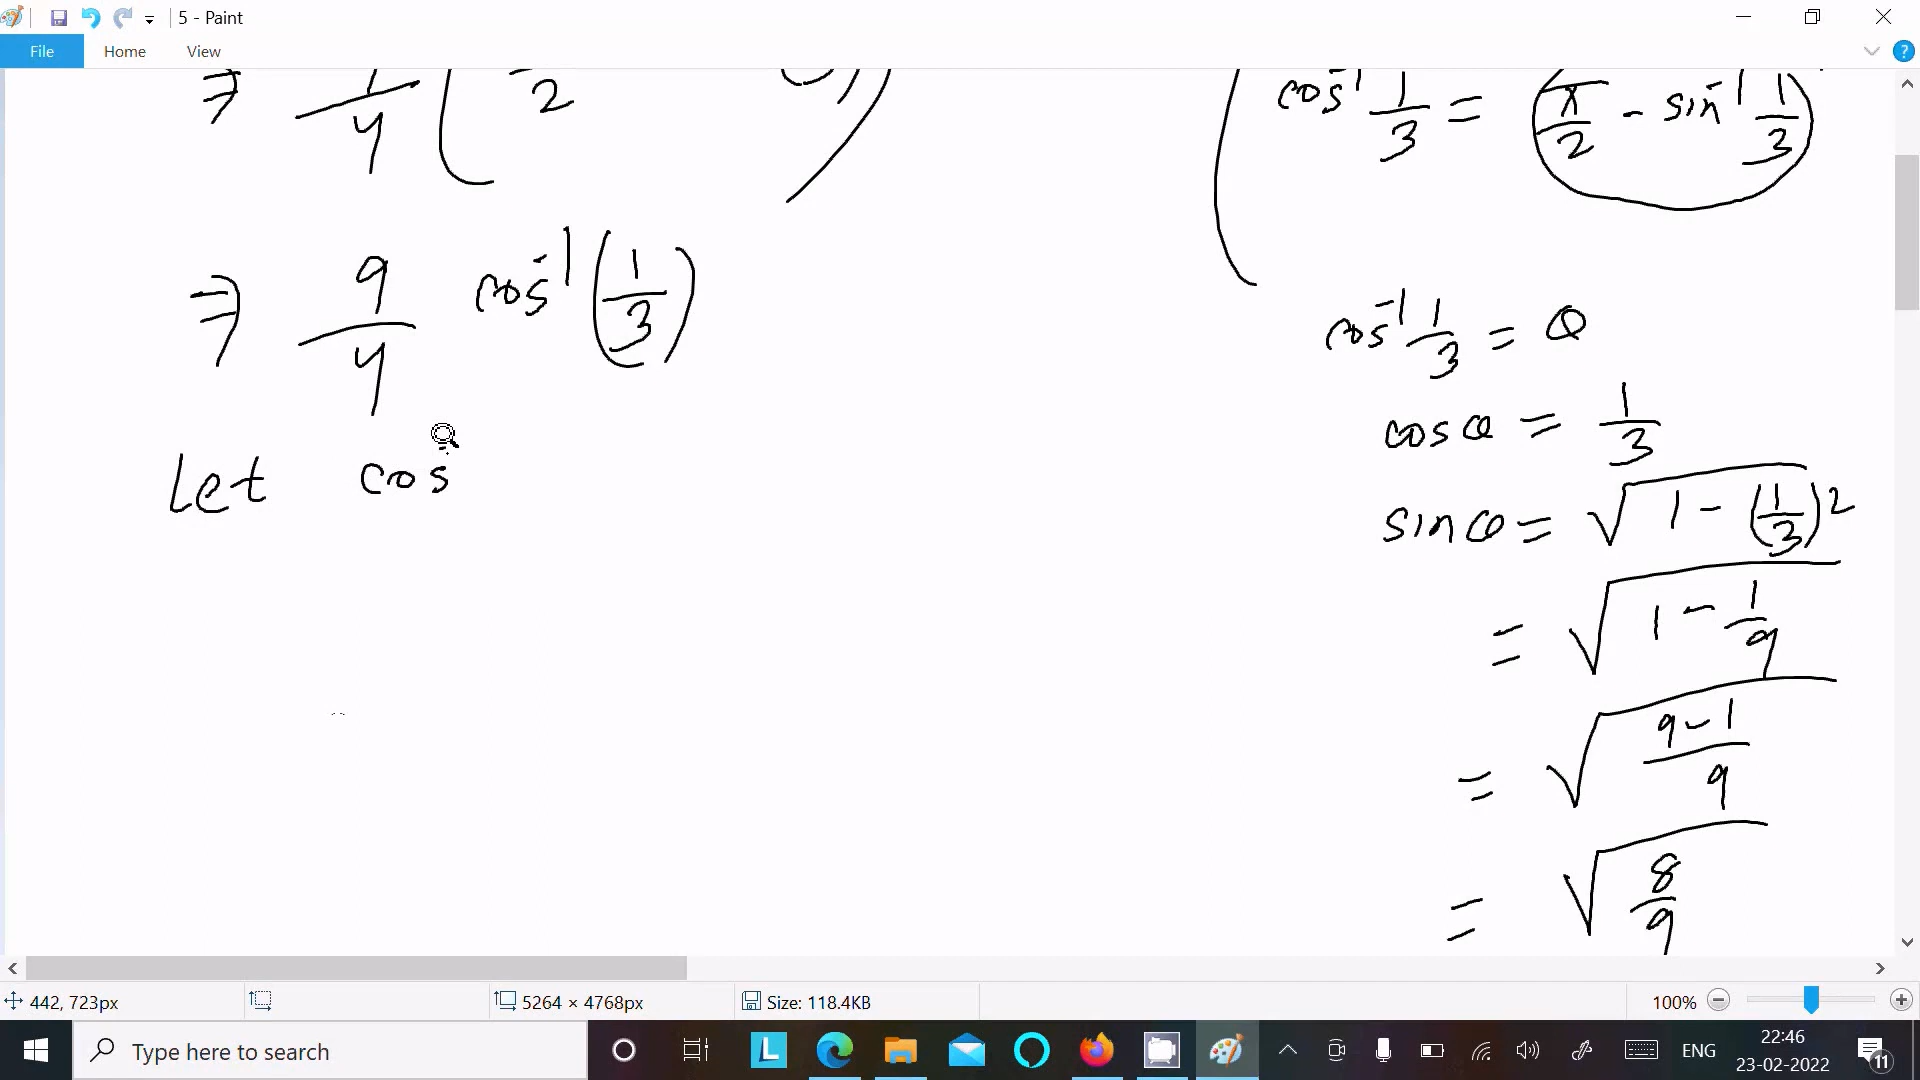 5 - Paint
File Home View
⇒ 1/4 ( /2 )
cos⁻¹ 1/3 = π/2 - sin⁻¹ 1/3
⇒ 9/4 cos⁻¹ (1/3)
Let cos
cos⁻¹ 1/3 = θ
cosθ = 1/3
sinθ = √(1 - (1/3)²)
= √(1 - 1/9)
= √((9-1)/9)
= √(8/9)
442, 723px 5264 × 4768px Size: 118.4KB 100%
Type here to search
L
ENG
22:46
23-02-2022
11